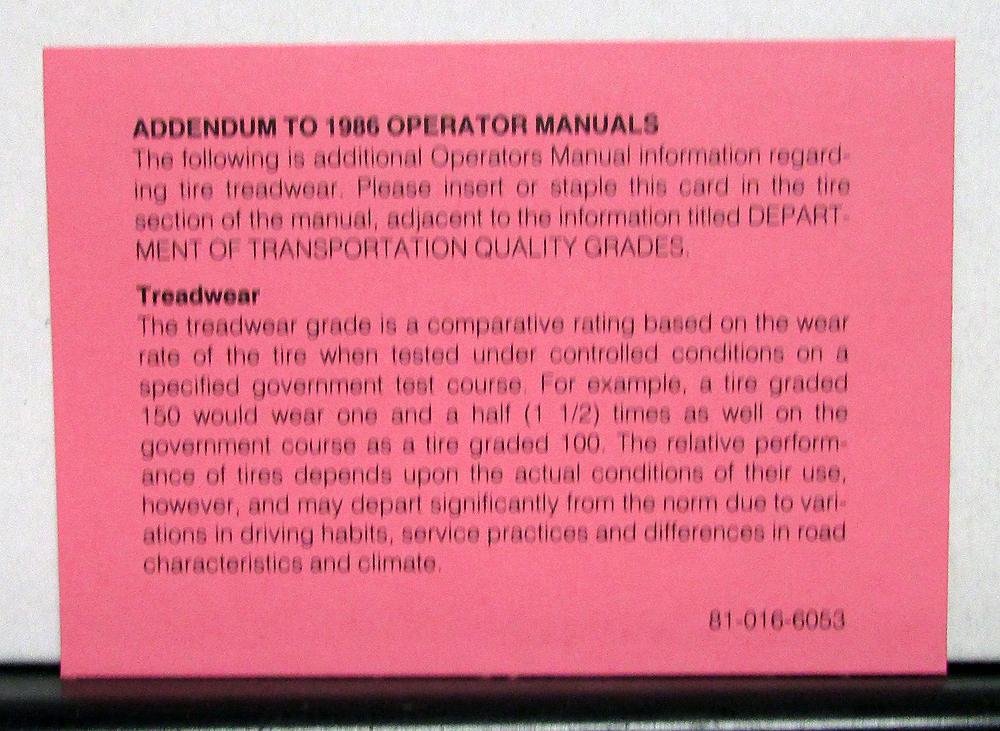 ADDENDUM TO 1986 OPERATOR MANUALS
The following is additional Operators Manual information regard-
ing tire treadwear. Please insert or staple this card in the tire
section of the manual, adjacent to the information titled DEPART-
MENT OF TRANSPORTATION QUALITY GRADES.
Treadwear
The treadwear grade is a comparative rating based on the wear
rate of the tire when tested under controlled conditions on a
specified government test course. For example, a tire graded
150 would wear one and a half (1 1/2) times as well on the
government course as a tire graded 100. The relative perform-
ance of tires depends upon the actual conditions of their use,
however, and may depart significantly from the norm due to vari-
ations in driving habits, service practices and differences in road
characteristics and climate.
81-016-6053